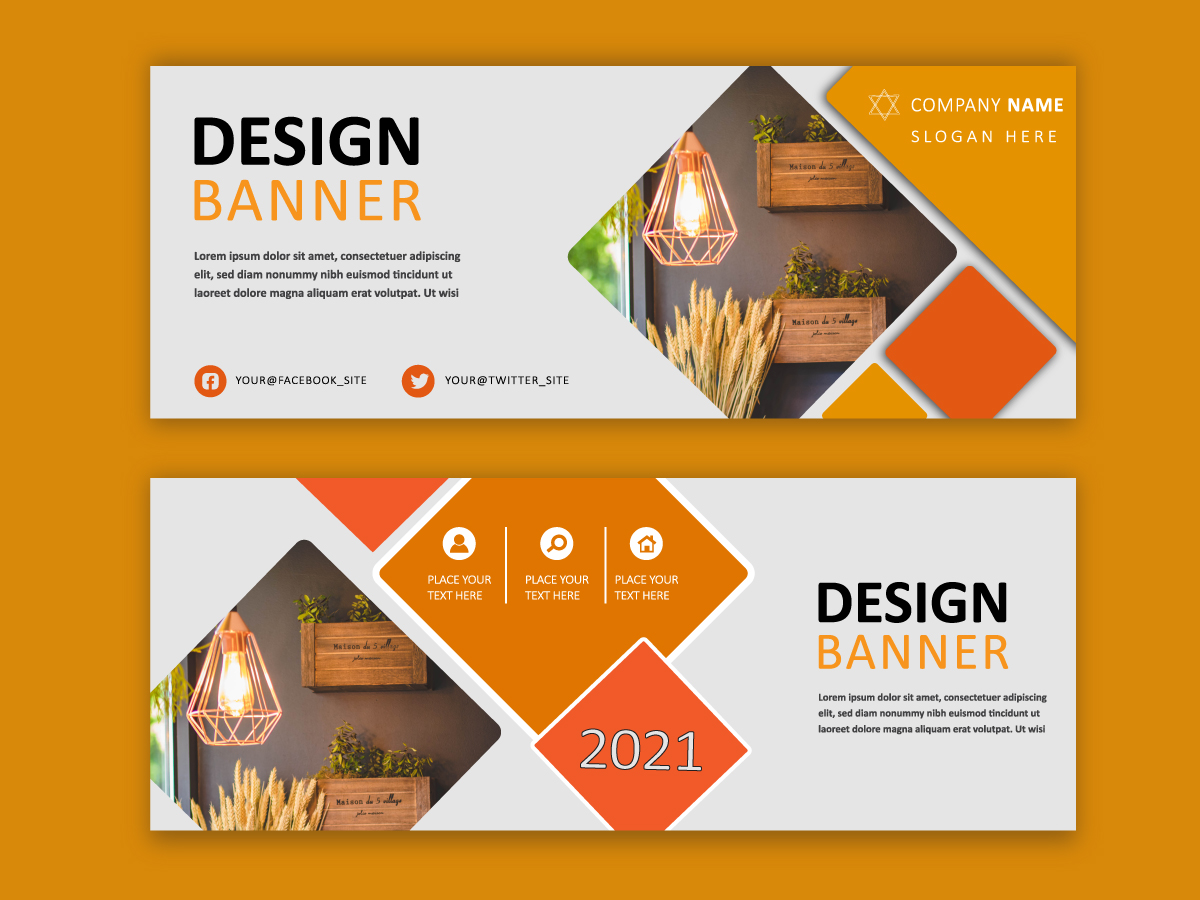 DESIGN
BANNER
Lorem ipsum dolor sit amet, consectetuer adipiscing
elit, sed diam nonummy nibh euismod tincidunt ut
laoreet dolore magna aliquam erat volutpat. Ut wisi
YOUR@FACEBOOK_SITE
YOUR@TWITTER_SITE
COMPANY NAME
SLOGAN HERE
Maison du 5 village
Maison du 5 village
PLACE YOUR
TEXT HERE
PLACE YOUR
TEXT HERE
PLACE YOUR
TEXT HERE
Maison du 5 village
Maison du 5 village
2021
DESIGN
BANNER
Lorem ipsum dolor sit amet, consectetuer adipiscing
elit, sed diam nonummy nibh euismod tincidunt ut
laoreet dolore magna aliquam erat volutpat. Ut wisi